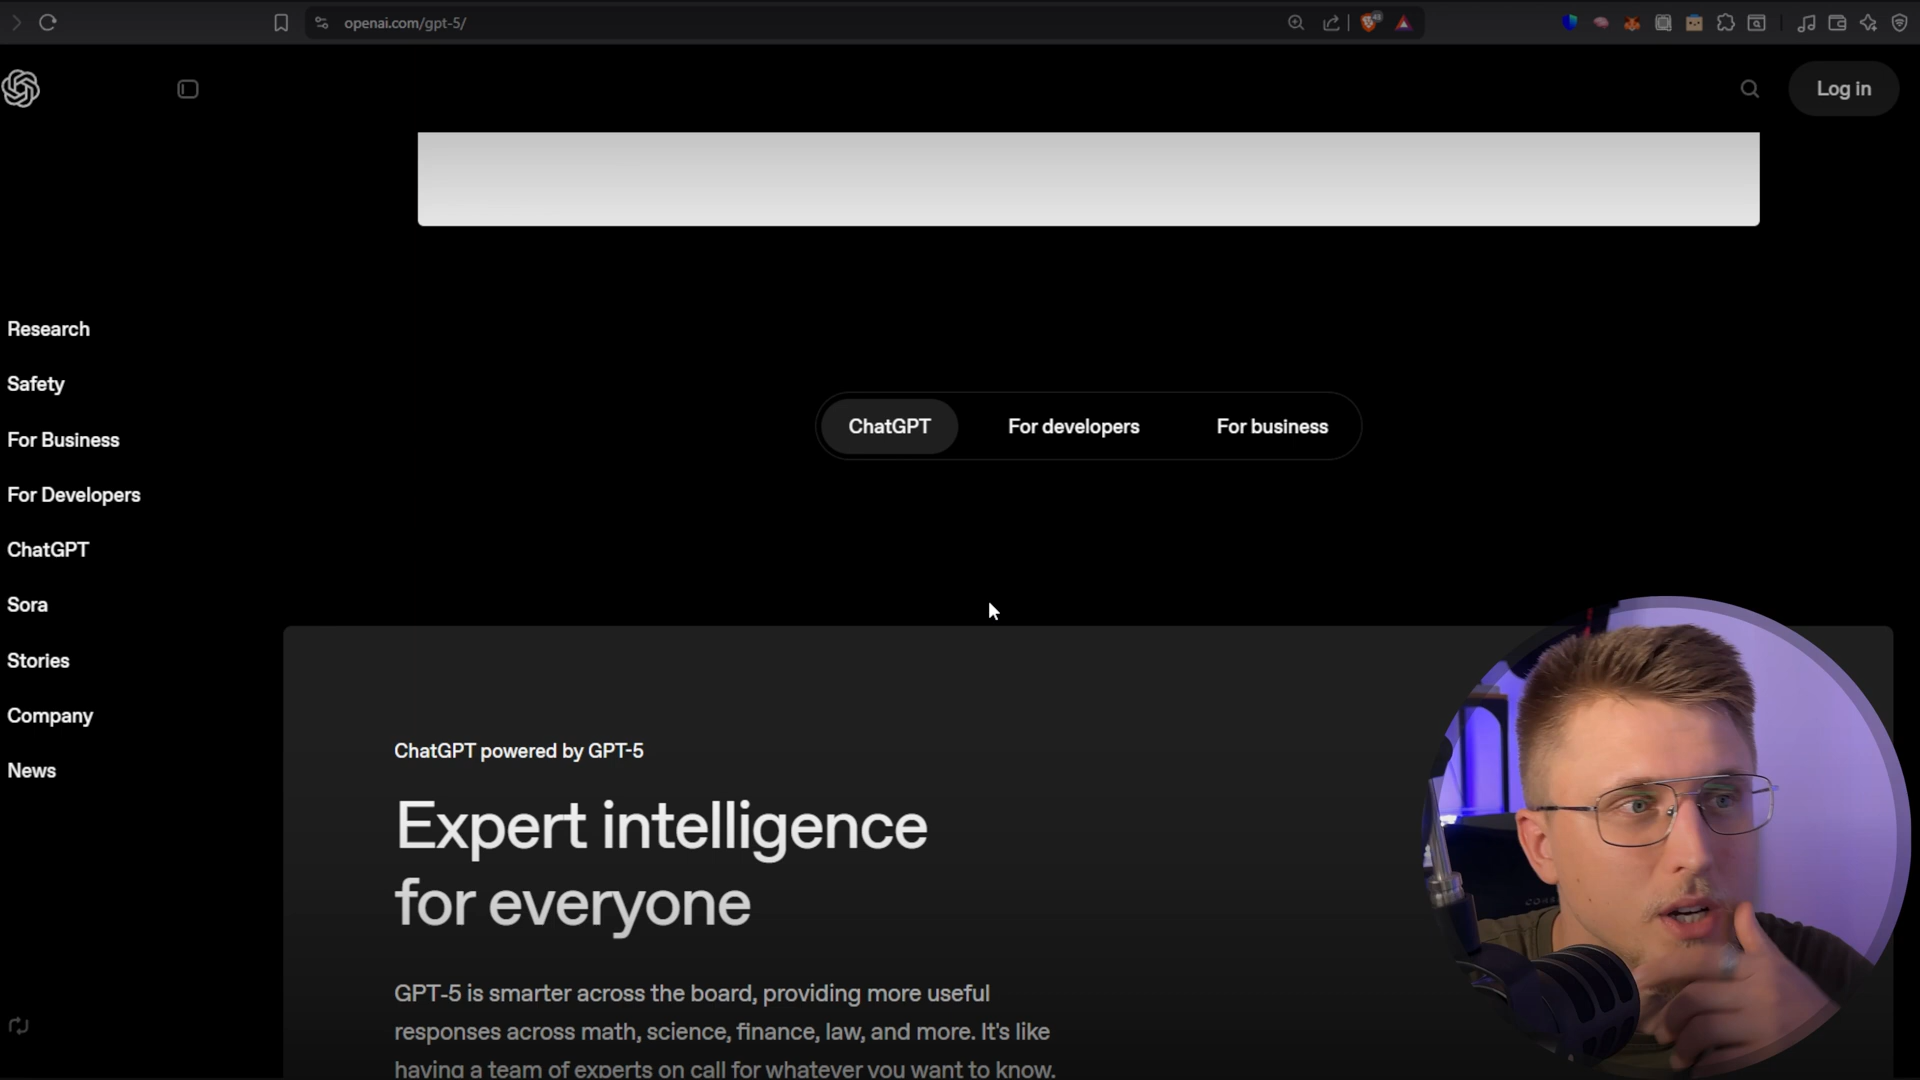 openai.com/gpt-5/
Log in
Research
Safety
For Business
For Developers
ChatGPT
Sora
Stories
Company
News
ChatGPT
For developers
For business
ChatGPT powered by GPT-5
Expert intelligence
for everyone
GPT-5 is smarter across the board, providing more useful
responses across math, science, finance, law, and more. It's like
having a team of experts on call for whatever you want to know.